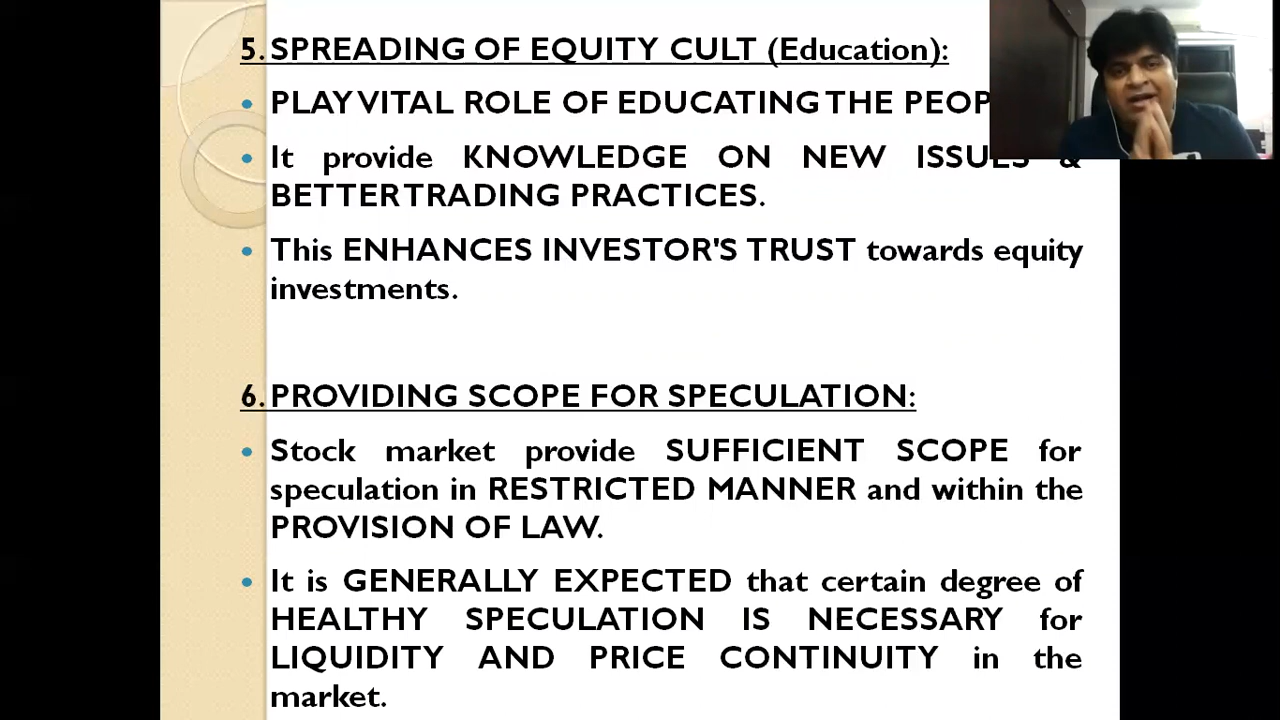 5. SPREADING OF EQUITY CULT (Education):
• PLAY VITAL ROLE OF EDUCATING THE
• It provide KNOWLEDGE ON NEW ISSUES &
BETTER TRADING PRACTICES.
• This ENHANCES INVESTOR'S TRUST towards equity
investments.
6. PROVIDING SCOPE FOR SPECULATION:
• Stock market provide SUFFICIENT SCOPE for
speculation in RESTRICTED MANNER and within the
PROVISION OF LAW.
• It is GENERALLY EXPECTED that certain degree of
HEALTHY SPECULATION IS NECESSARY for
LIQUIDITY AND PRICE CONTINUITY in the
market.